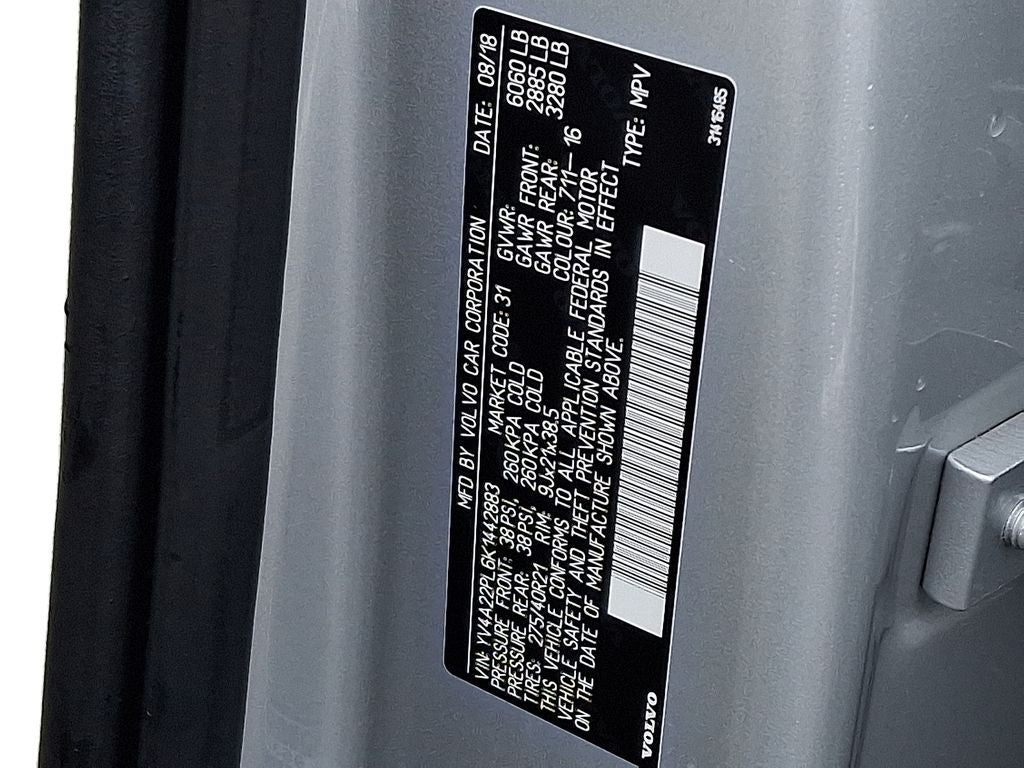 MFD BY VOLVO CAR CORPORATION DATE: 08/18
VIN: YV4A22PL6K1442883 MARKET CODE: 31 GVWR: 6060 LB
PRESSURE FRONT: 38PSI, 260KPA COLD GAWR FRONT: 2885 LB
PRESSURE REAR: 38PSI, 260KPA COLD GAWR REAR: 3280 LB
TIRES: 275/40R21 RIM: 9Jx21x38.5 COLOUR: 711-16
THIS VEHICLE CONFORMS TO ALL APPLICABLE FEDERAL MOTOR
VEHICLE SAFETY AND THEFT PREVENTION STANDARDS IN EFFECT
ON THE DATE OF MANUFACTURE SHOWN ABOVE. TYPE: MPV
VOLVO 31416485